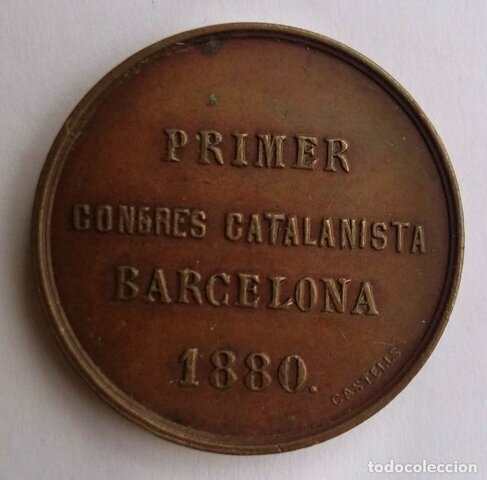 PRIMER
CONGRES CATALANISTA
BARCELONA
1880.
CASTELLS
todocoleccion